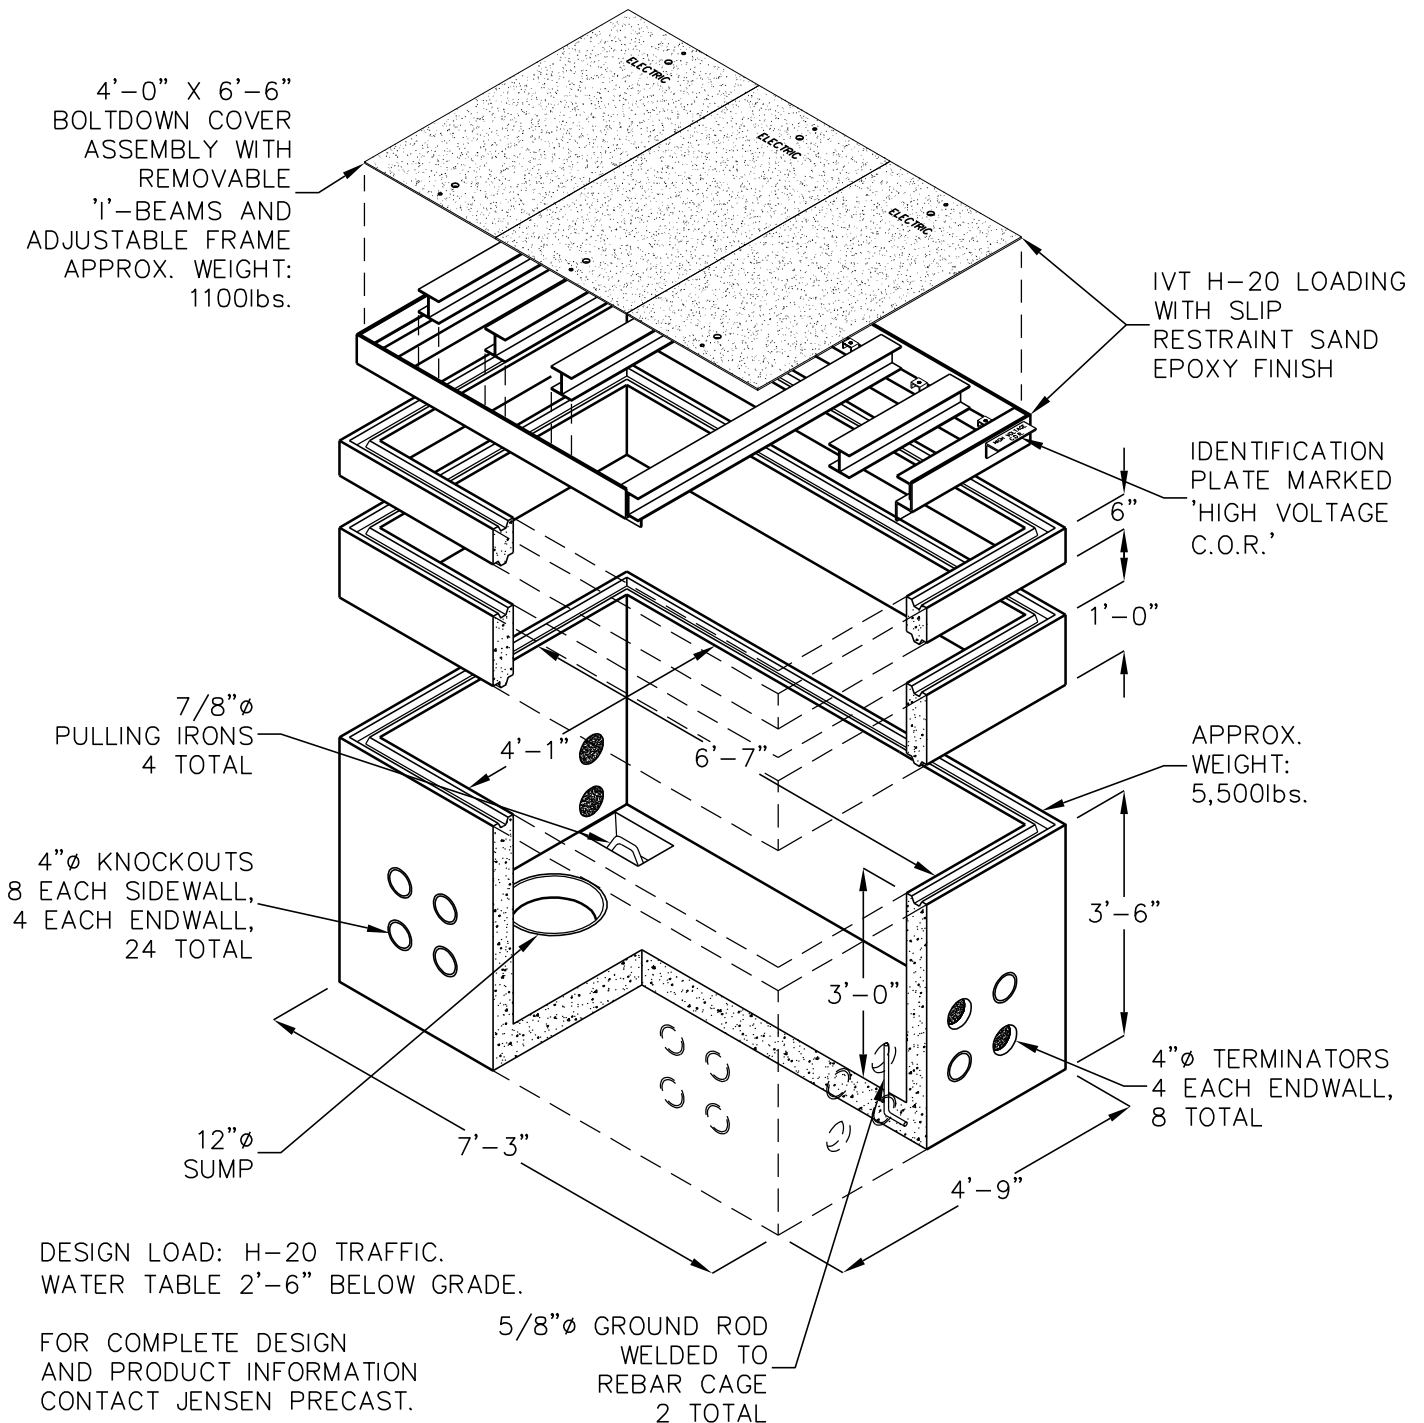 ELECTRIC
ELECTRIC
ELECTRIC
4'-0" X 6'-6"
BOLTDOWN COVER
ASSEMBLY WITH
REMOVABLE
'I'-BEAMS AND
ADJUSTABLE FRAME
APPROX. WEIGHT:
1100lbs.
IVT H-20 LOADING
WITH SLIP
RESTRAINT SAND
EPOXY FINISH
HIGH VOLTAGE
C.O.R.
IDENTIFICATION
PLATE MARKED
'HIGH VOLTAGE
C.O.R.'
6"
1'-0"
7/8"ø
PULLING IRONS
4 TOTAL
4'-1"
6'-7"
APPROX.
WEIGHT:
5,500lbs.
4"ø KNOCKOUTS
8 EACH SIDEWALL,
4 EACH ENDWALL,
24 TOTAL
3'-6"
3'-0"
4"ø TERMINATORS
4 EACH ENDWALL,
8 TOTAL
12"ø
SUMP
7'-3"
4'-9"
DESIGN LOAD: H-20 TRAFFIC.
WATER TABLE 2'-6" BELOW GRADE.
FOR COMPLETE DESIGN
AND PRODUCT INFORMATION
CONTACT JENSEN PRECAST.
5/8"ø GROUND ROD
WELDED TO
REBAR CAGE
2 TOTAL